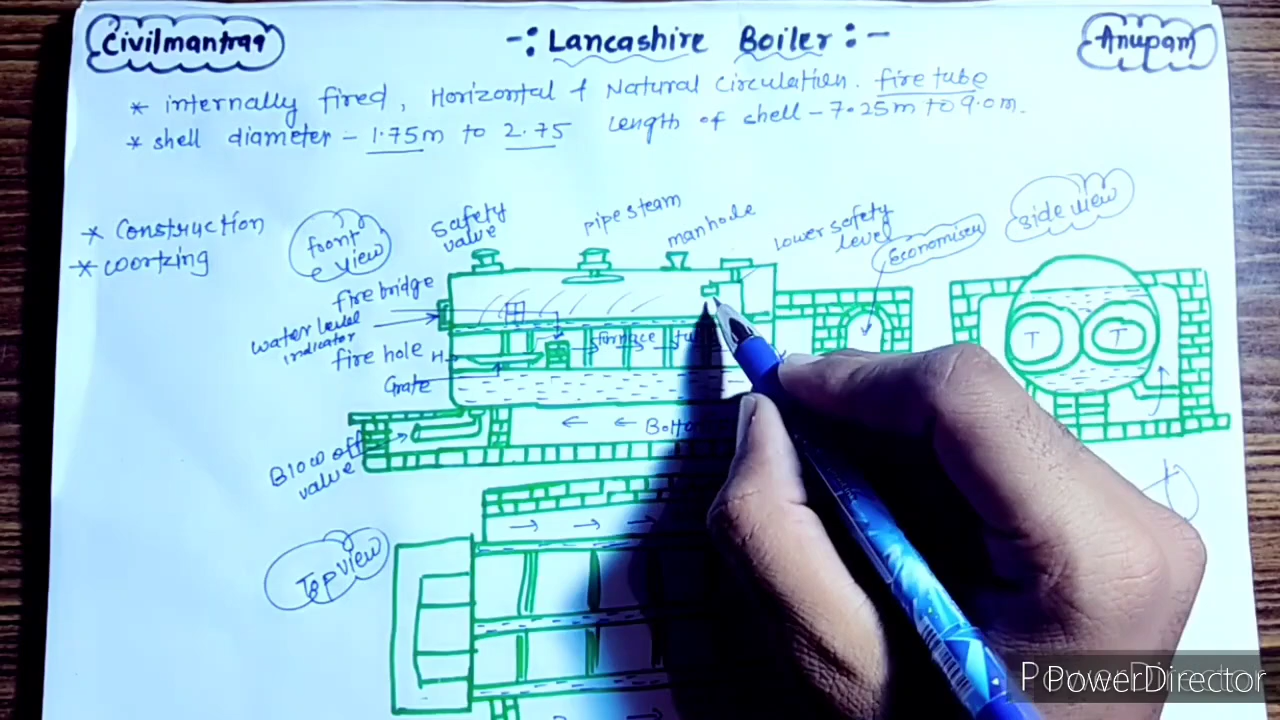 Civilmantraa
-: Lancashire Boiler :-
Anupam
* internally fired, Horizontal & Natural Circulation. fire tube
* shell diameter - 1.75m to 2.75 Length of shell - 7.25m to 9.0m.
* Construction
* working
front view
safety valve
pipe steam
manhole
Lower safety level
Economiser
side view
fire bridge
water level indicator
fire hole H
Grate
furnace
T T
Blow off valve
Top view
PowerDirector